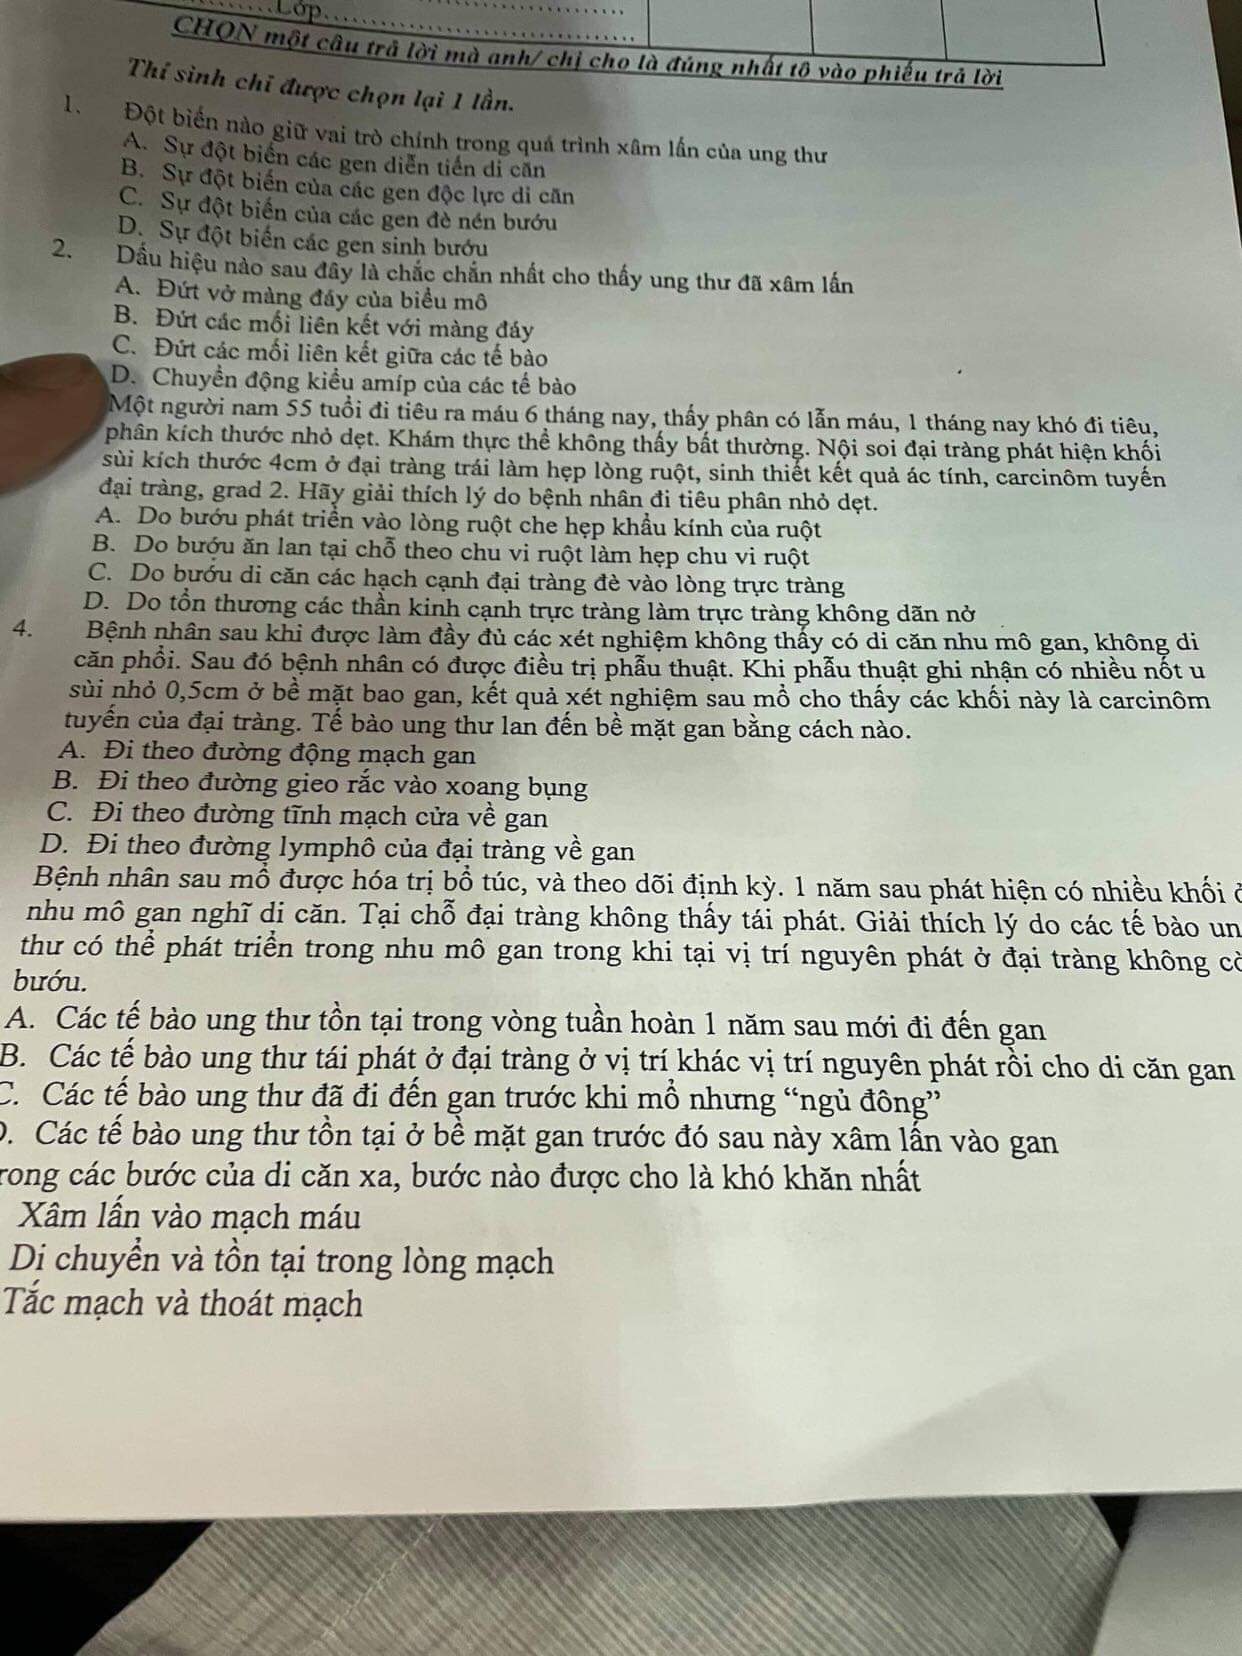 Lớp
CHỌN một câu trả lời mà anh/ chị cho là đúng nhất tô vào phiếu trả lời
Thí sinh chỉ được chọn lại 1 lần.
1. Đột biến nào giữ vai trò chính trong quá trình xâm lấn của ung thư
A. Sự đột biến các gen diễn tiến di căn
B. Sự đột biến của các gen độc lực di căn
C. Sự đột biến của các gen đè nén bướu
D. Sự đột biến các gen sinh bướu
2. Dấu hiệu nào sau đây là chắc chắn nhất cho thấy ung thư đã xâm lấn
A. Đứt vỡ màng đáy của biểu mô
B. Đứt các mối liên kết với màng đáy
C. Đứt các mối liên kết giữa các tế bào
D. Chuyển động kiểu amíp của các tế bào
Một người nam 55 tuổi đi tiêu ra máu 6 tháng nay, thấy phân có lẫn máu, 1 tháng nay khó đi tiêu,
phân kích thước nhỏ dẹt. Khám thực thể không thấy bất thường. Nội soi đại tràng phát hiện khối
sùi kích thước 4cm ở đại tràng trái làm hẹp lòng ruột, sinh thiết kết quả ác tính, carcinôm tuyến
đại tràng, grad 2. Hãy giải thích lý do bệnh nhân đi tiêu phân nhỏ dẹt.
A. Do bướu phát triển vào lòng ruột che hẹp khẩu kính của ruột
B. Do bướu ăn lan tại chỗ theo chu vi ruột làm hẹp chu vi ruột
C. Do bướu di căn các hạch cạnh đại tràng đè vào lòng trực tràng
D. Do tổn thương các thần kinh cạnh trực tràng làm trực tràng không dãn nở
4. Bệnh nhân sau khi được làm đầy đủ các xét nghiệm không thấy có di căn nhu mô gan, không di
căn phổi. Sau đó bệnh nhân có được điều trị phẫu thuật. Khi phẫu thuật ghi nhận có nhiều nốt u
sùi nhỏ 0,5cm ở bề mặt bao gan, kết quả xét nghiệm sau mổ cho thấy các khối này là carcinôm
tuyến của đại tràng. Tế bào ung thư lan đến bề mặt gan bằng cách nào.
A. Đi theo đường động mạch gan
B. Đi theo đường gieo rắc vào xoang bụng
C. Đi theo đường tĩnh mạch cửa về gan
D. Đi theo đường lymphô của đại tràng về gan
Bệnh nhân sau mổ được hóa trị bổ túc, và theo dõi định kỳ. 1 năm sau phát hiện có nhiều khối ở
nhu mô gan nghĩ di căn. Tại chỗ đại tràng không thấy tái phát. Giải thích lý do các tế bào un
thư có thể phát triển trong nhu mô gan trong khi tại vị trí nguyên phát ở đại tràng không cò
bướu.
A. Các tế bào ung thư tồn tại trong vòng tuần hoàn 1 năm sau mới đi đến gan
B. Các tế bào ung thư tái phát ở đại tràng ở vị trí khác vị trí nguyên phát rồi cho di căn gan
C. Các tế bào ung thư đã đi đến gan trước khi mổ nhưng “ngủ đông”
D. Các tế bào ung thư tồn tại ở bề mặt gan trước đó sau này xâm lấn vào gan
rong các bước của di căn xa, bước nào được cho là khó khăn nhất
Xâm lấn vào mạch máu
Di chuyển và tồn tại trong lòng mạch
Tắc mạch và thoát mạch